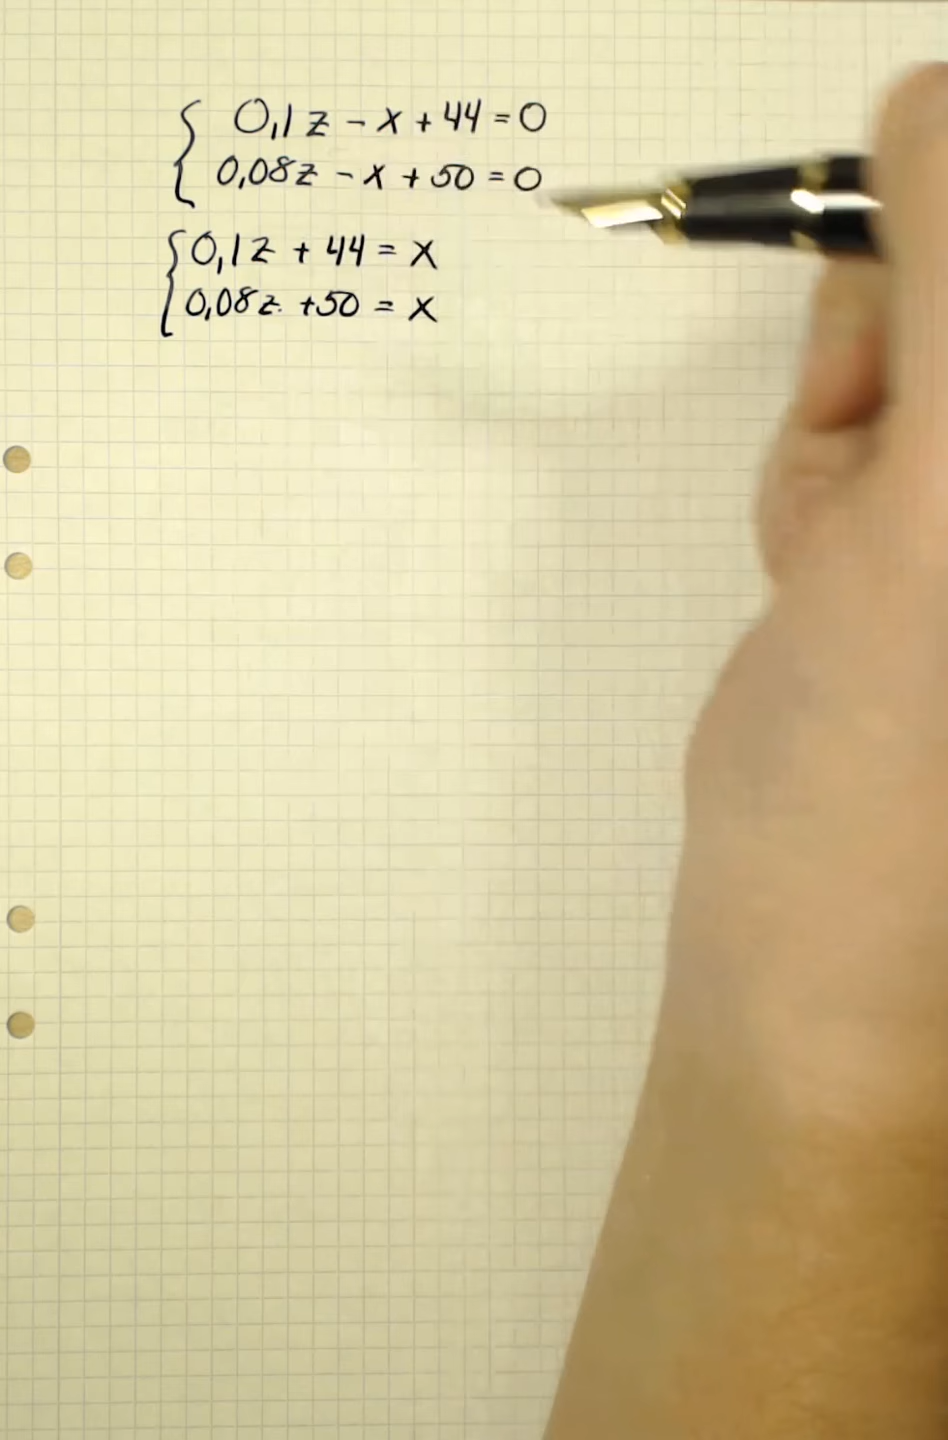 0,1z - x + 44 = 0
0,08z - x + 50 = 0
0,1z + 44 = x
0,08z. +50 = x